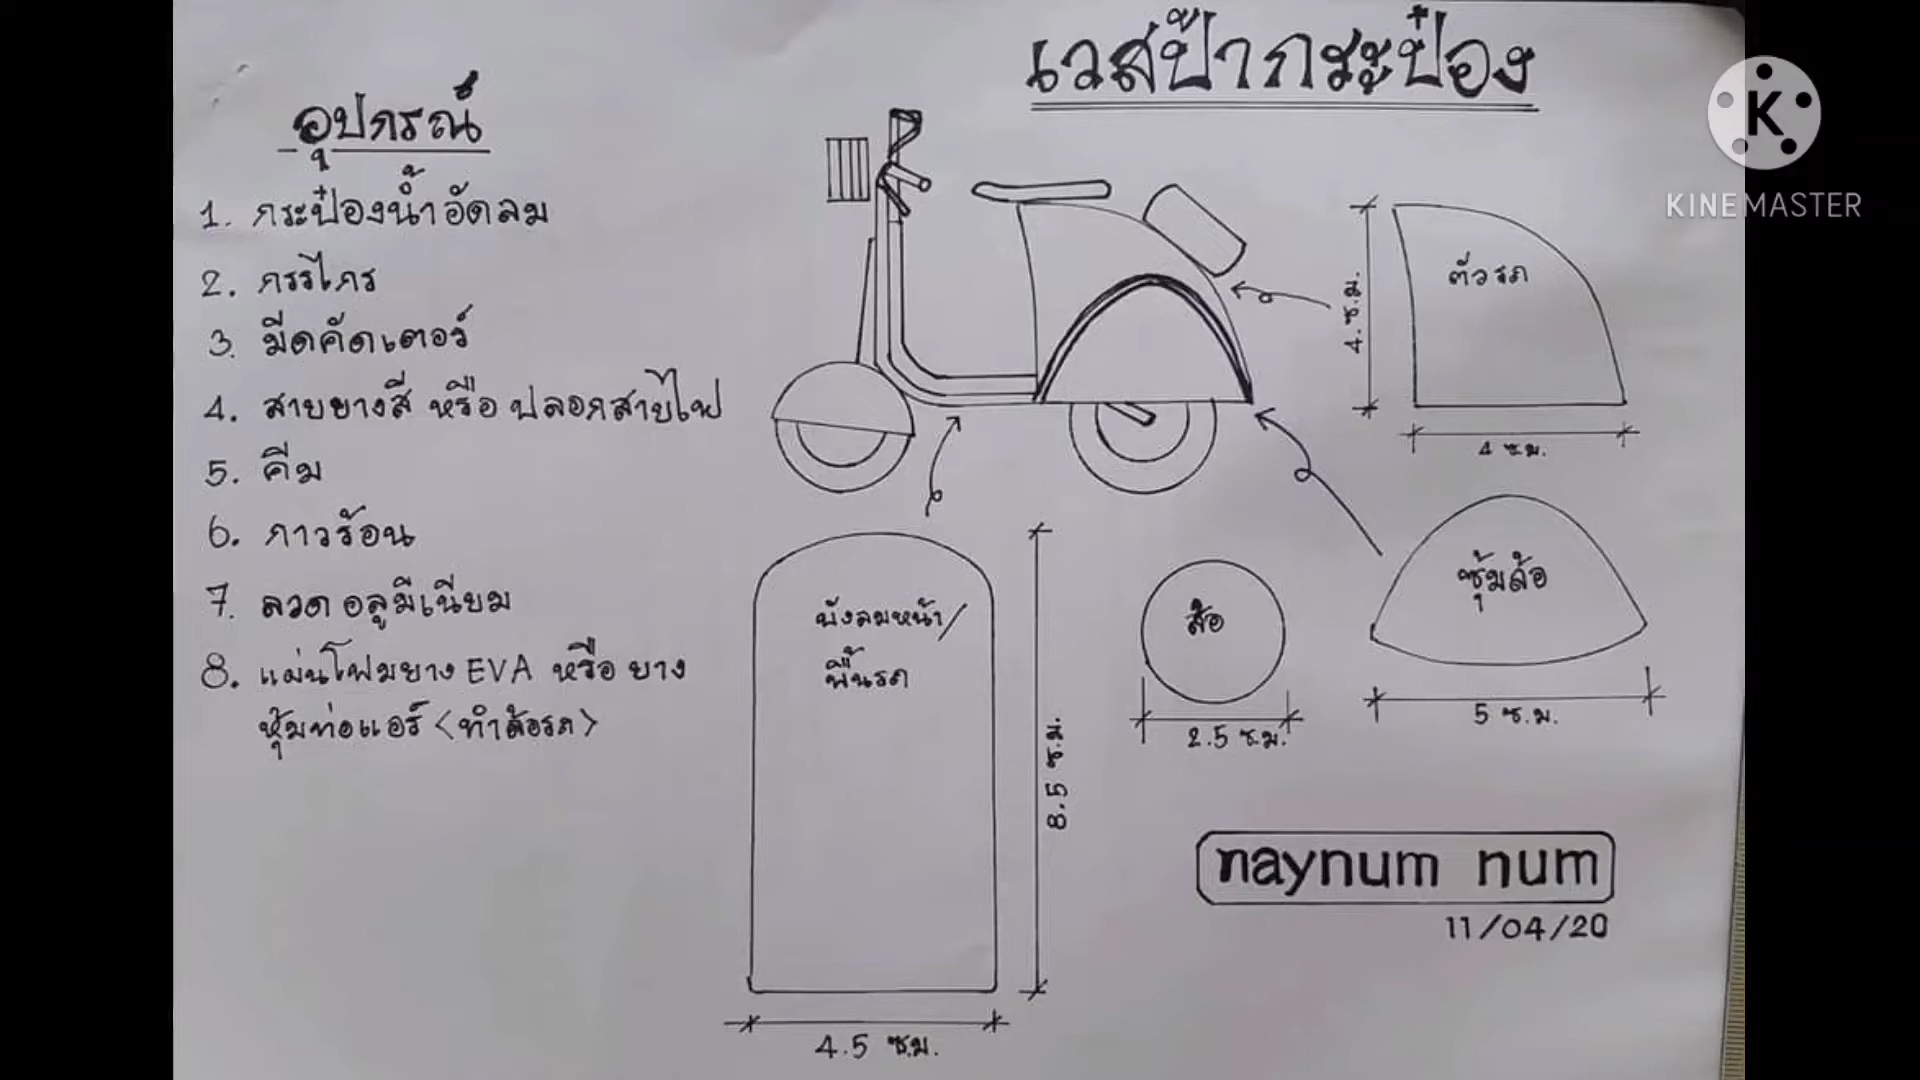 เวสป้ากระป๋อง
อุปกรณ์
1. กระป๋องน้ำอัดลม
2. กรรไกร
3. มีดคัดเตอร์
4. สายยางสี หรือ ปลอกสายไฟ
5. คีม
6. กาวร้อน
7. ลวดอลูมีเนียม
8. แผ่นโฟมยาง EVA หรือ ยาง
หุ้มท่อแอร์ <ทำล้อรถ>
ตัวรถ
4 ซ.ม.
4 ซ.ม.
บังลมหน้า/
พื้นรถ
8.5 ซ.ม.
4.5 ซ.ม.
ล้อ
2.5 ซ.ม.
ซุ้มล้อ
5 ซ.ม.
naynum num
11/04/20
K
KINEMASTER